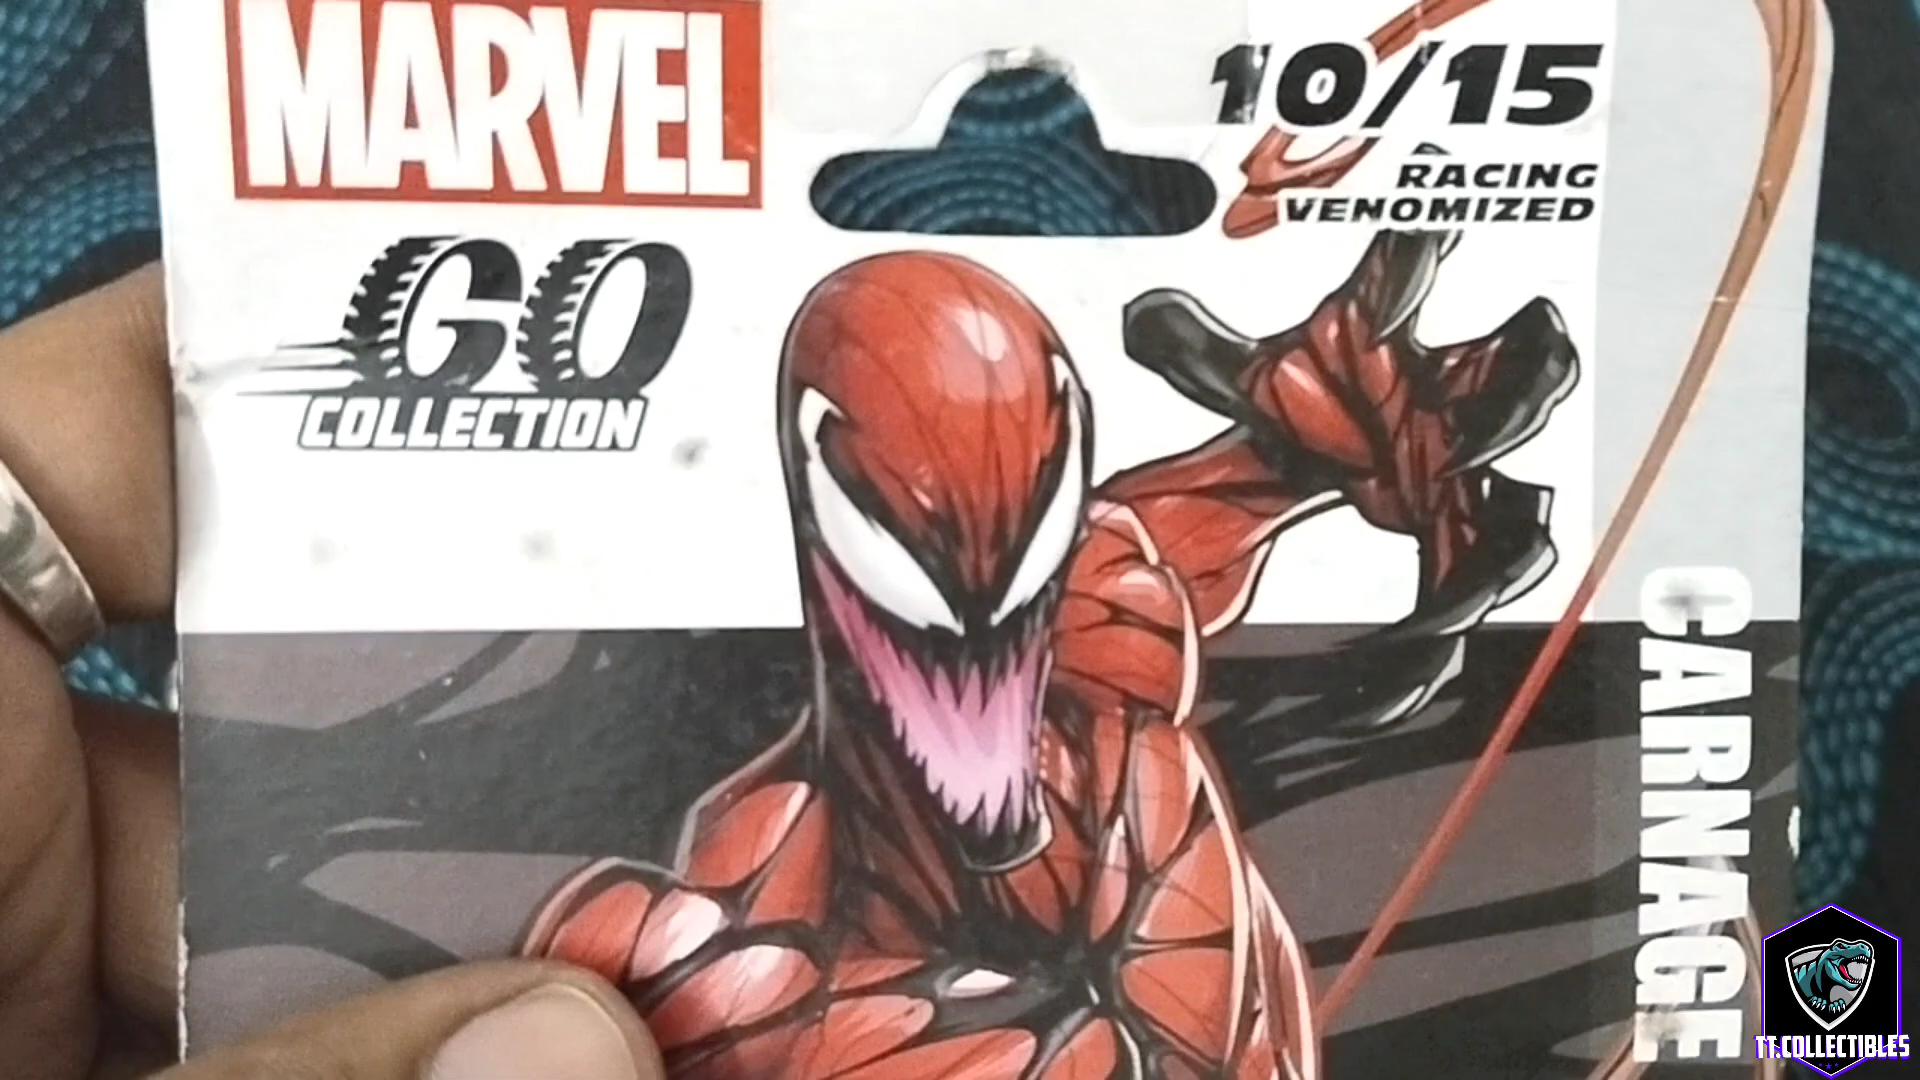 MARVEL
GO
COLLECTION
10/15
RACING
VENOMIZED
CARNAGE
TT.COLLECTIBLES